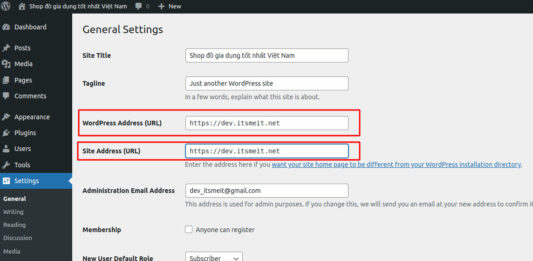 Shop đồ gia dụng tốt nhất Việt Nam 0 + New
Dashboard
Posts
Media
Pages
Comments
Appearance
Plugins
Users
Tools
Settings
General
Writing
Reading
Discussion
Media
General Settings
Site Title Shop đồ gia dụng tốt nhất Việt Nam
Tagline Just another WordPress site
In a few words, explain what this site is about.
WordPress Address (URL) https://dev.itsmeit.net
Site Address (URL) https://dev.itsmeit.net
Enter the address here if you want your site home page to be different from your WordPress installation directory.
Administration Email Address dev_itsmeit@gmail.com
This address is used for admin purposes. If you change this, we will send you an email at your new address to confirm it
Membership Anyone can register
New User Default Role Subscriber